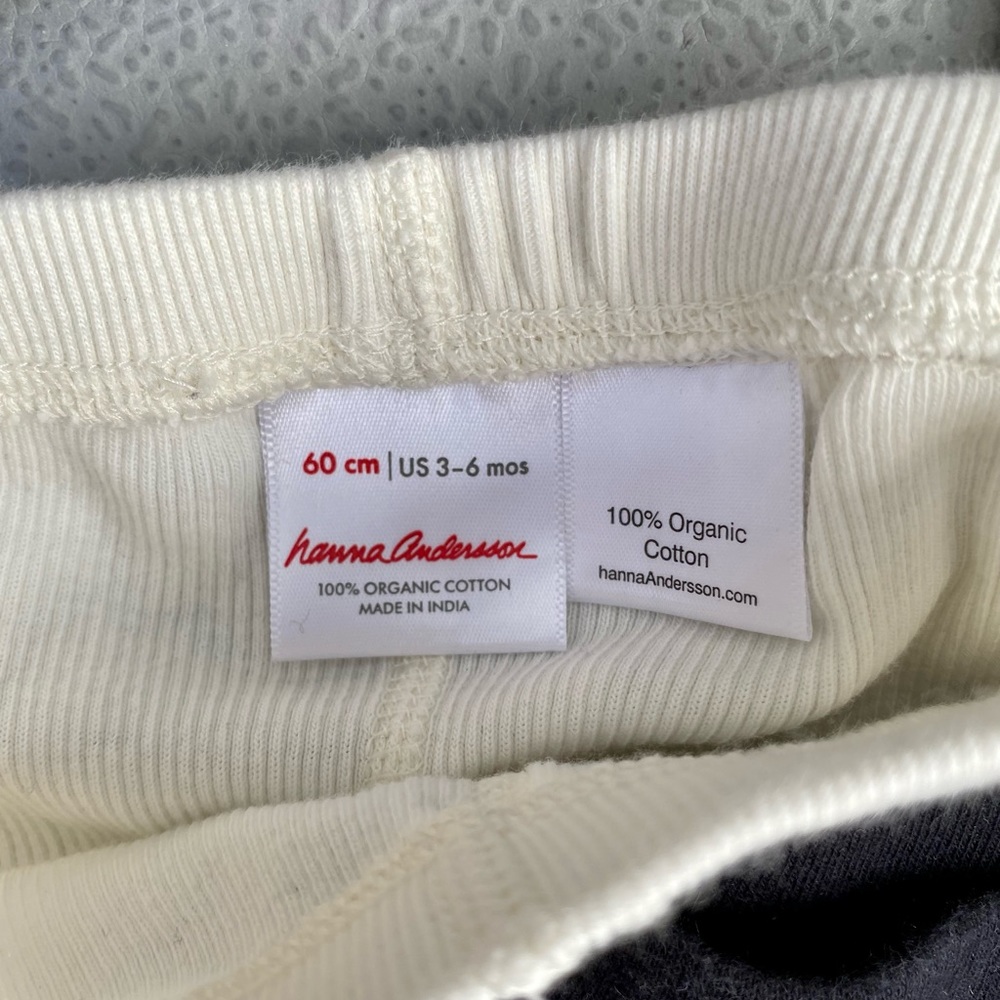 60 cm | US 3-6 mos
hanna Andersson
100% ORGANIC COTTON
MADE IN INDIA
100% Organic
Cotton
hannaAndersson.com